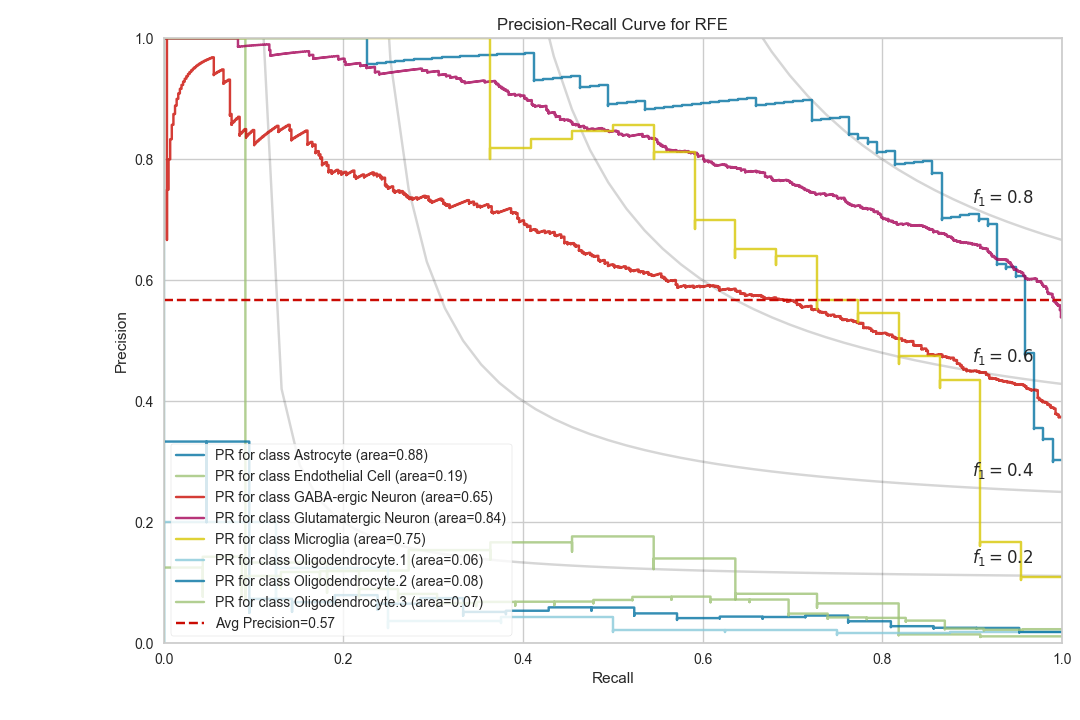 Precision-Recall Curve for RFE
1.0
0.8
0.6
0.4
0.2
0.0
Precision
f1 = 0.8
f1 = 0.6
f1 = 0.4
f1 = 0.2
PR for class Astrocyte (area=0.88)
PR for class Endothelial Cell (area=0.19)
PR for class GABA-ergic Neuron (area=0.65)
PR for class Glutamatergic Neuron (area=0.84)
PR for class Microglia (area=0.75)
PR for class Oligodendrocyte.1 (area=0.06)
PR for class Oligodendrocyte.2 (area=0.08)
PR for class Oligodendrocyte.3 (area=0.07)
Avg Precision=0.57
0.0 0.2 0.4 0.6 0.8 1.0
Recall